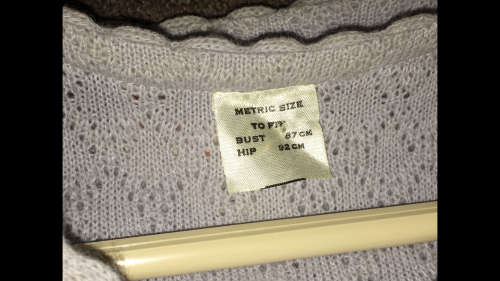 METRIC SIZE
TO FIT
BUST 87 CM
HIP 92 CM